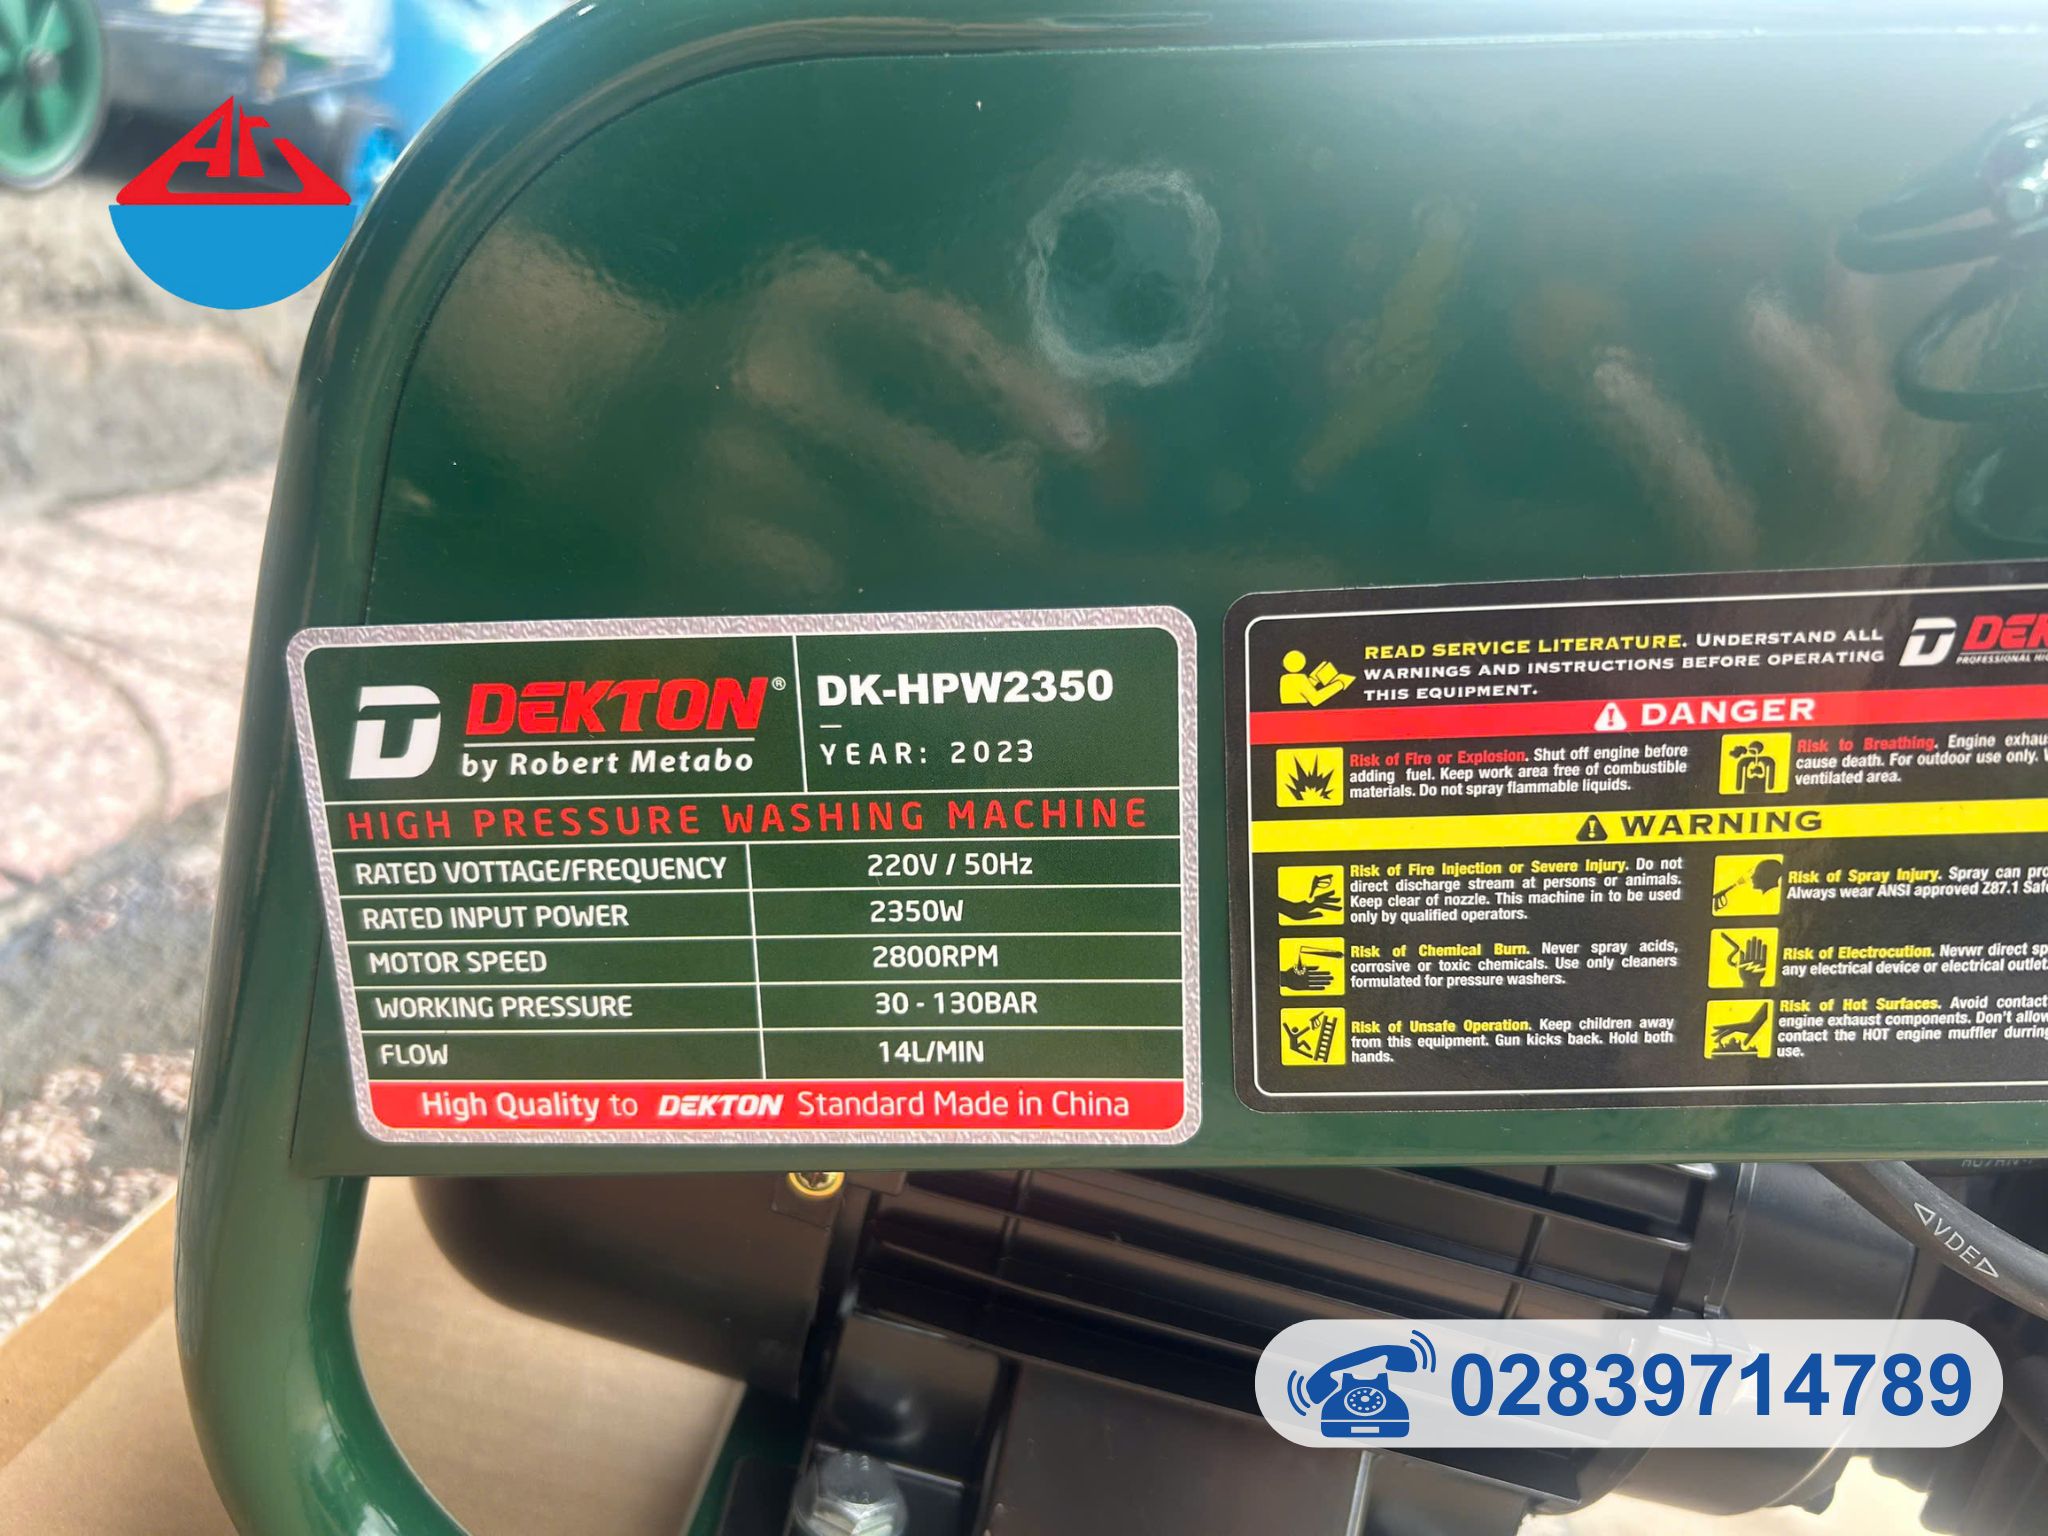 Ar
DEKTON®
by Robert Metabo
DK-HPW2350
YEAR: 2023
HIGH PRESSURE WASHING MACHINE
RATED VOTTAGE/FREQUENCY 220V / 50Hz
RATED INPUT POWER 2350W
MOTOR SPEED 2800RPM
WORKING PRESSURE 30 - 130BAR
FLOW 14L/MIN
High Quality to DEKTON Standard Made in China
READ SERVICE LITERATURE. UNDERSTAND ALL
WARNINGS AND INSTRUCTIONS BEFORE OPERATING
THIS EQUIPMENT.
DEK
PROFESSIONAL
DANGER
Risk of Fire or Explosion. Shut off engine before
adding fuel. Keep work area free of combustible
materials. Do not spray flammable liquids.
Risk to Breathing. Engine exhau
cause death. For outdoor use only.
ventilated area.
WARNING
Risk of Fire Injection or Severe Injury. Do not
direct discharge stream at persons or animals.
Keep clear of nozzle. This machine in to be used
only by qualified operators.
Risk of Spray Injury. Spray can pro
Always wear ANSI approved Z87.1 Safe
Risk of Chemical Burn. Never spray acids,
corrosive or toxic chemicals. Use only cleaners
formulated for pressure washers.
Risk of Electrocution. Nevwr direct sp
any electrical device or electrical outlet
Risk of Unsafe Operation. Keep children away
from this equipment. Gun kicks back. Hold both
hands.
Risk of Hot Surfaces. Avoid contact
engine exhaust components. Don't allow
contact the HOT engine muffler durring
use.
VDE
02839714789